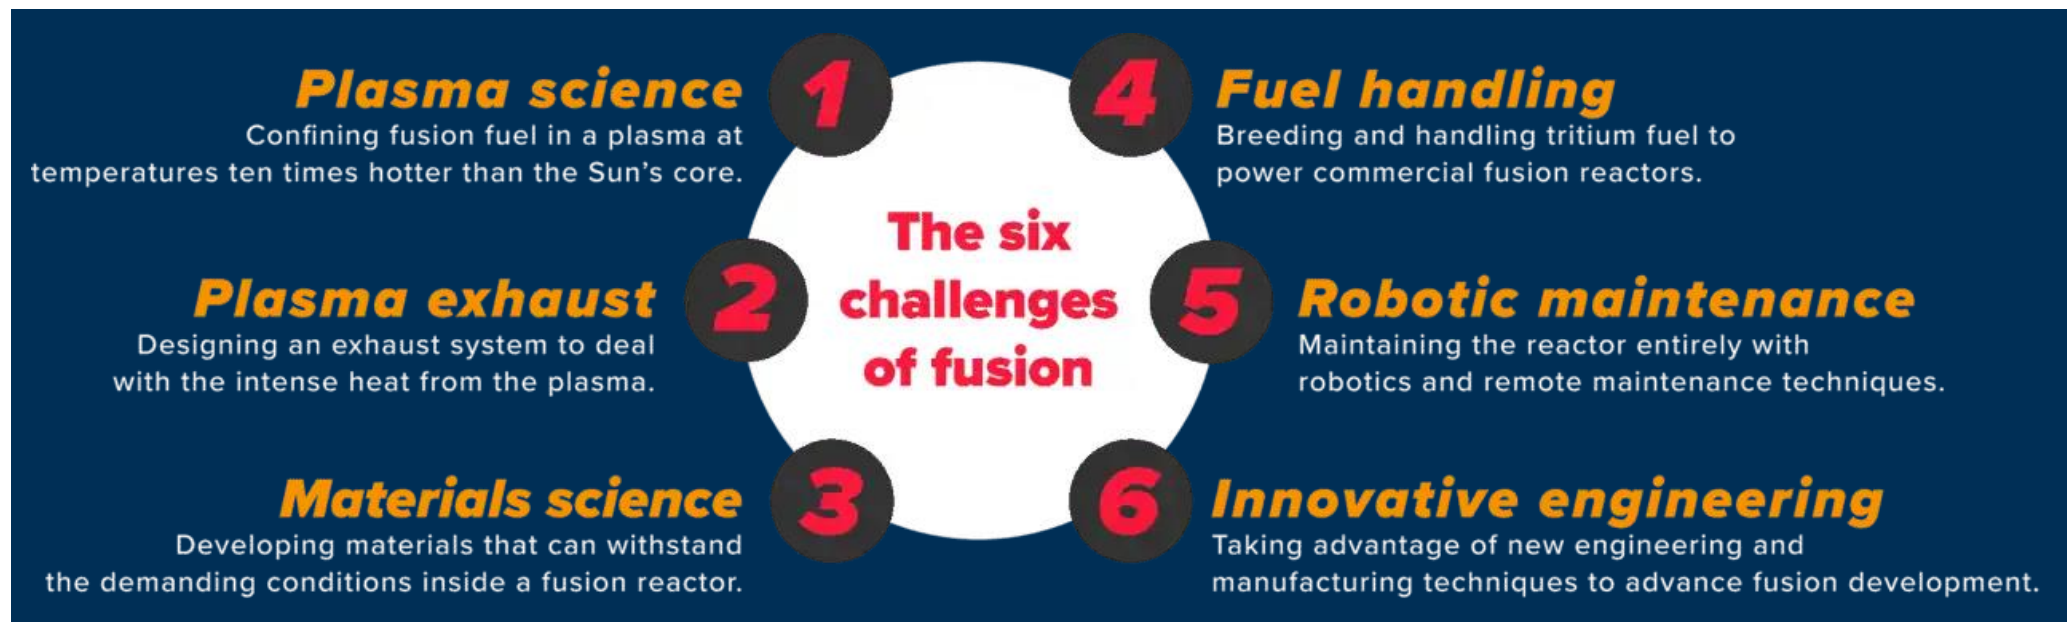 1
Plasma science
Confining fusion fuel in a plasma at
temperatures ten times hotter than the Sun's core.
2
Plasma exhaust
Designing an exhaust system to deal
with the intense heat from the plasma.
3
Materials science
Developing materials that can withstand
the demanding conditions inside a fusion reactor.
The six
challenges
of fusion
4
Fuel handling
Breeding and handling tritium fuel to
power commercial fusion reactors.
5
Robotic maintenance
Maintaining the reactor entirely with
robotics and remote maintenance techniques.
6
Innovative engineering
Taking advantage of new engineering and
manufacturing techniques to advance fusion development.